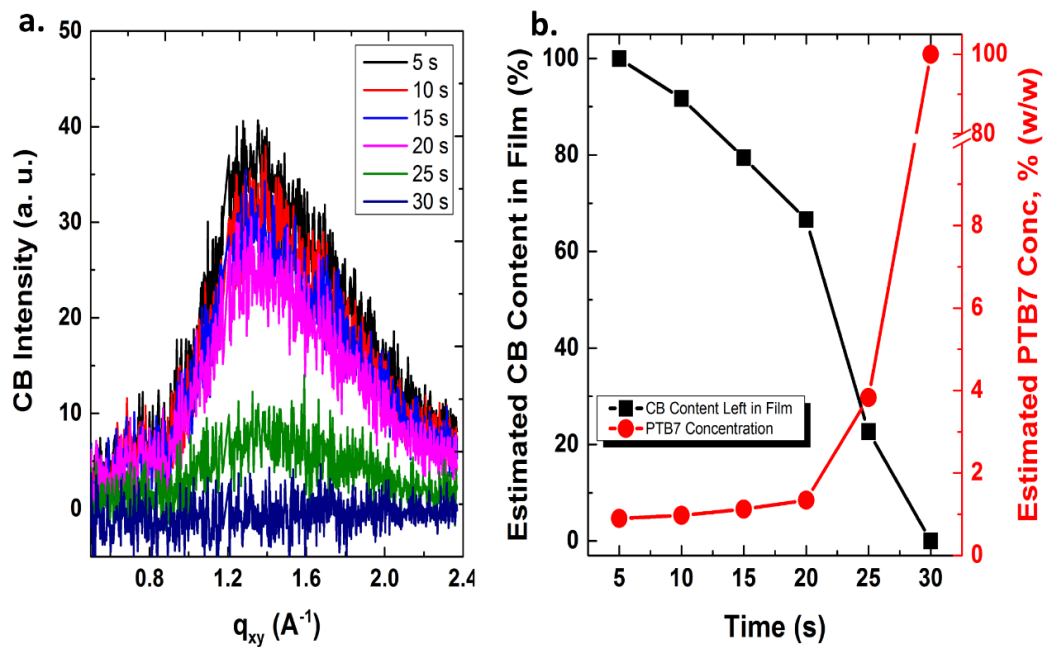 a.
CB Intensity (a. u.)
50
40
30
20
10
0
5 s
10 s
15 s
20 s
25 s
30 s
0.8
1.2
1.6
2.0
2.4
q_xy (A^-1)
b.
Estimated CB Content in Film (%)
100
80
60
40
20
0
CB Content Left in Film
PTB7 Concentration
5
10
15
20
25
30
Time (s)
100
80
8
6
4
2
0
Estimated PTB7 Conc, % (w/w)